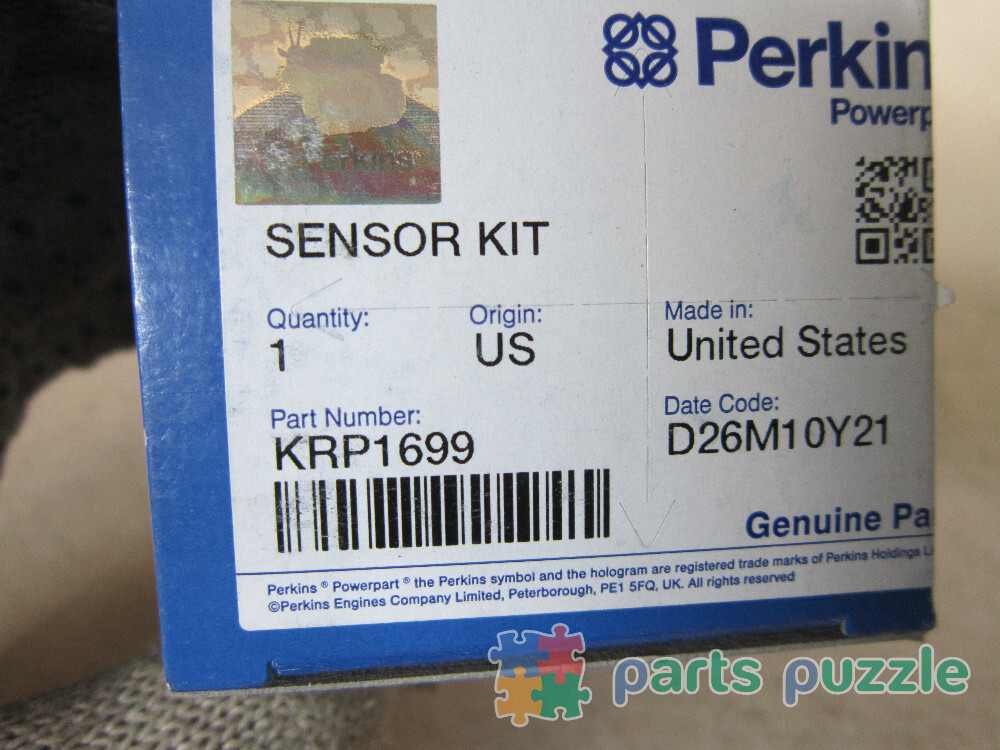 Perkin
Powerp
Perkins
SENSOR KIT
Quantity:
1
Origin:
US
Made in:
United States
Part Number:
KRP1699
Date Code:
D26M10Y21
Genuine Pa
Perkins ® Powerpart ® the Perkins symbol and the hologram are registered trade marks of Perkins Holdings Li
©Perkins Engines Company Limited, Peterborough, PE1 5FQ, UK. All rights reserved
parts puzzle